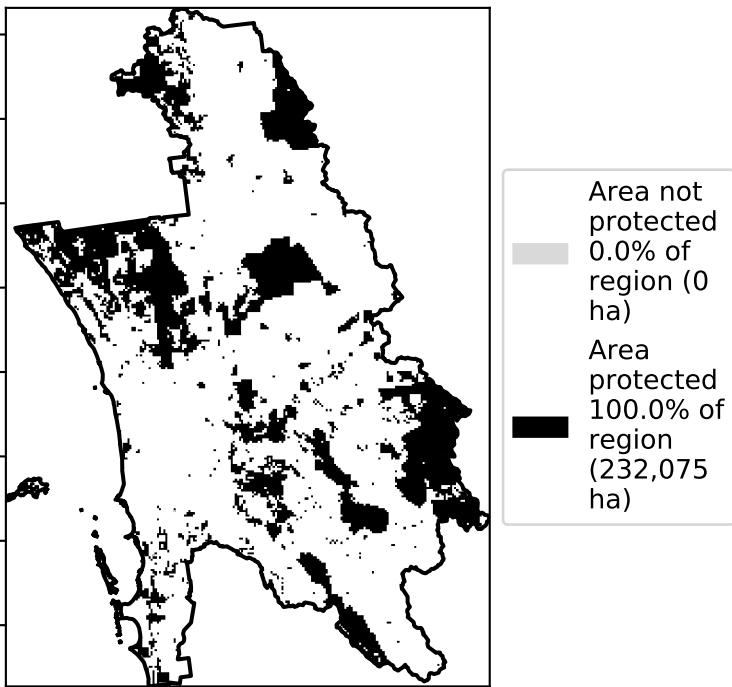 Area not
protected
0.0% of
region (0
ha)
Area
protected
100.0% of
region
(232,075
ha)